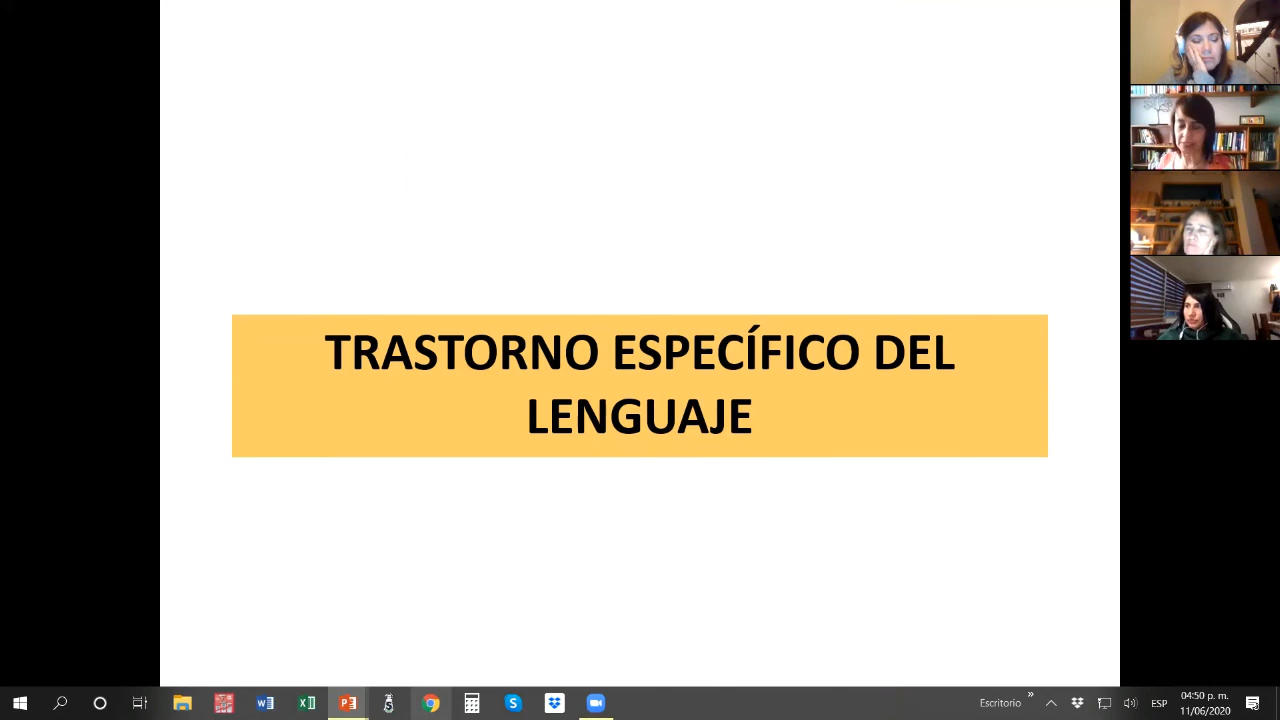 TRASTORNO ESPECÍFICO DEL
LENGUAJE
Escritorio
»
ESP
04:50 p. m.
11/06/2020